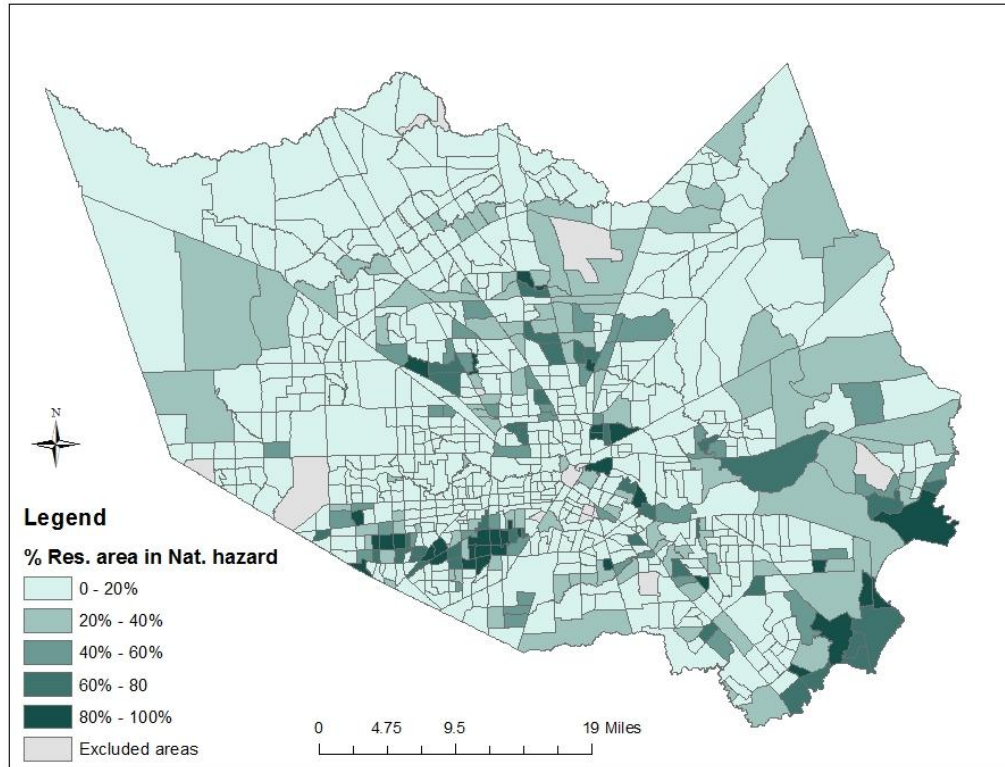 N
Legend
% Res. area in Nat. hazard
0 - 20%
20% - 40%
40% - 60%
60% - 80
80% - 100%
Excluded areas
0 4.75 9.5 19 Miles